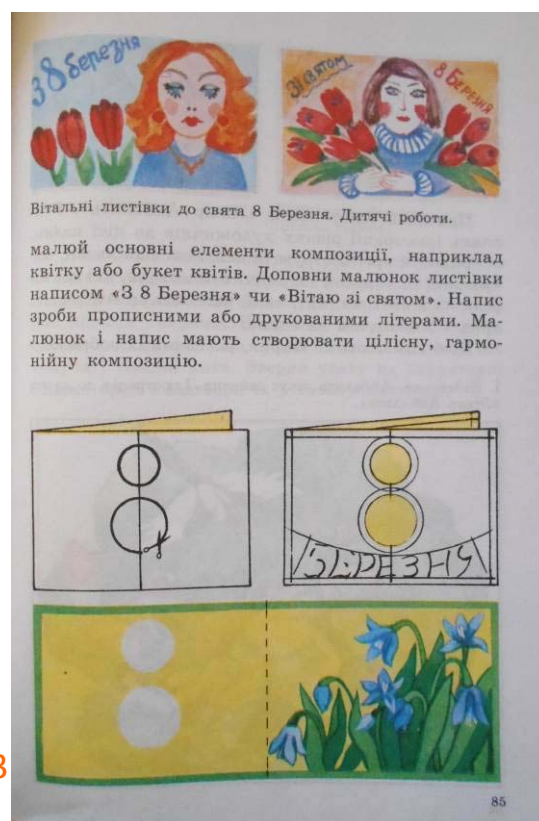 З 8 Березня
Зі святом
8 Березня
Вітальні листівки до свята 8 Березня. Дитячі роботи.
малюй основні елементи композиції, наприклад
квітку або букет квітів. Доповни малюнок листівки
написом «З 8 Березня» чи «Вітаю зі святом». Напис
зроби прописними або друкованими літерами. Ма-
люнок і напис мають створювати цілісну, гармо-
нійну композицію.
БЕРЕЗНЯ
85